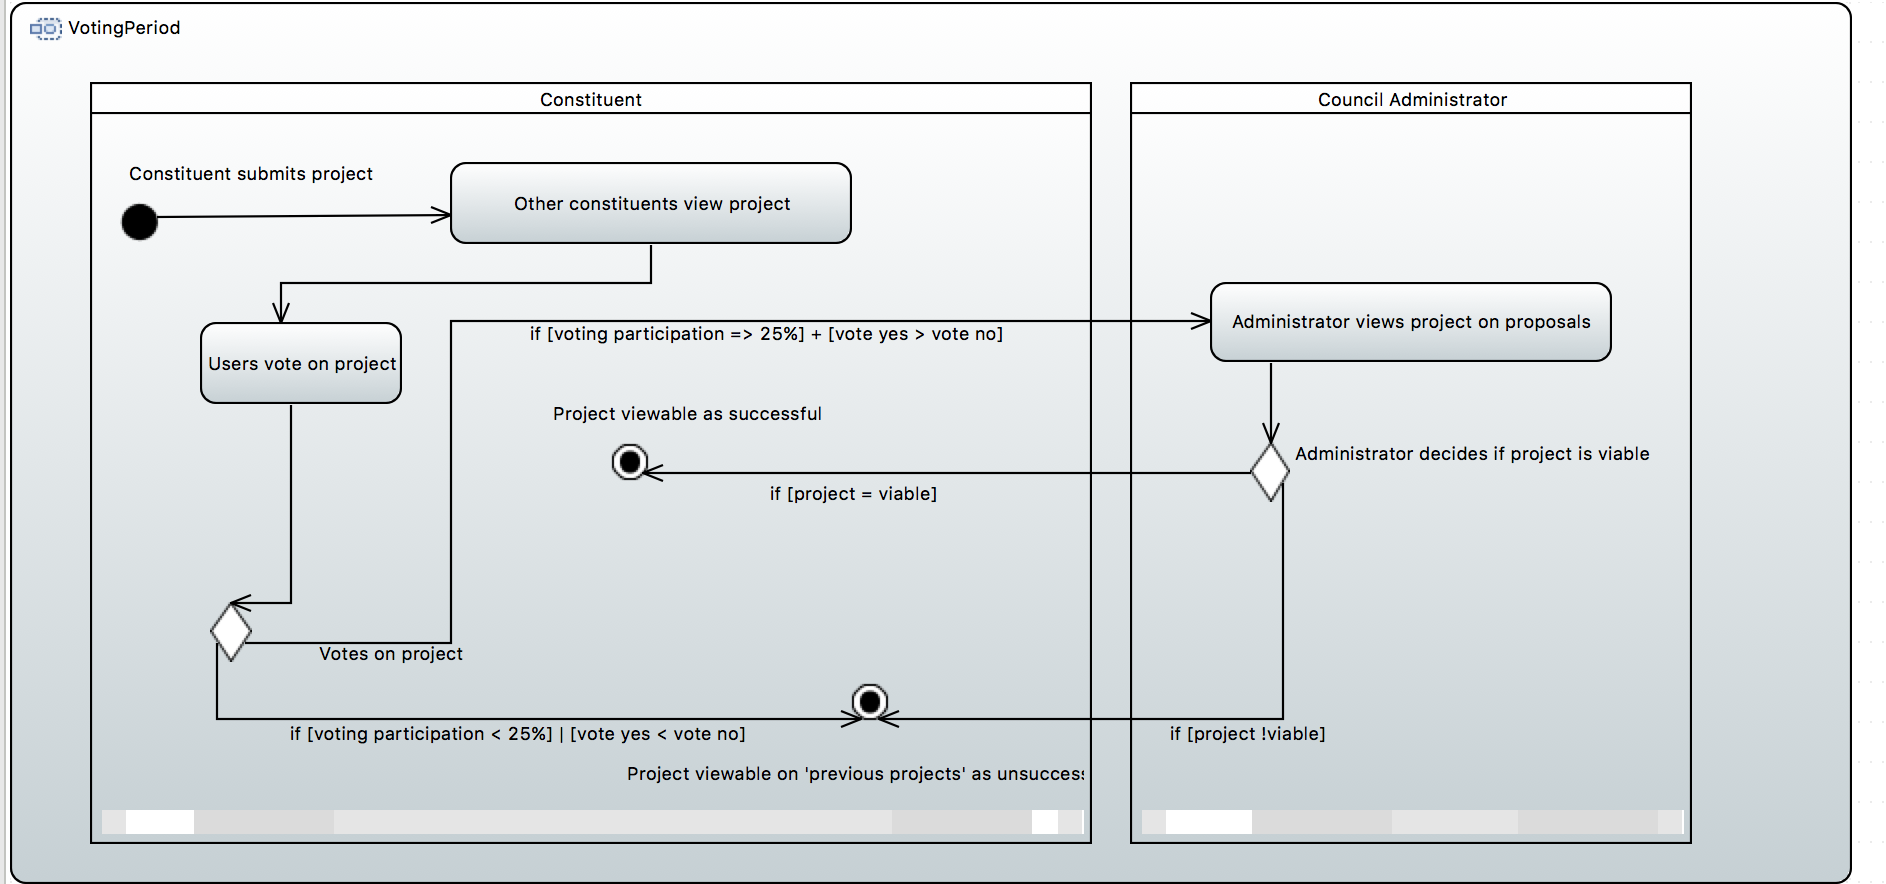 VotingPeriod
Constituent
Council Administrator
Constituent submits project
Other constituents view project
Users vote on project
if [voting participation => 25%] + [vote yes > vote no]
Administrator views project on proposals
Project viewable as successful
Administrator decides if project is viable
if [project = viable]
Votes on project
if [voting participation < 25%] | [vote yes < vote no]
if [project !viable]
Project viewable on 'previous projects' as unsuccess